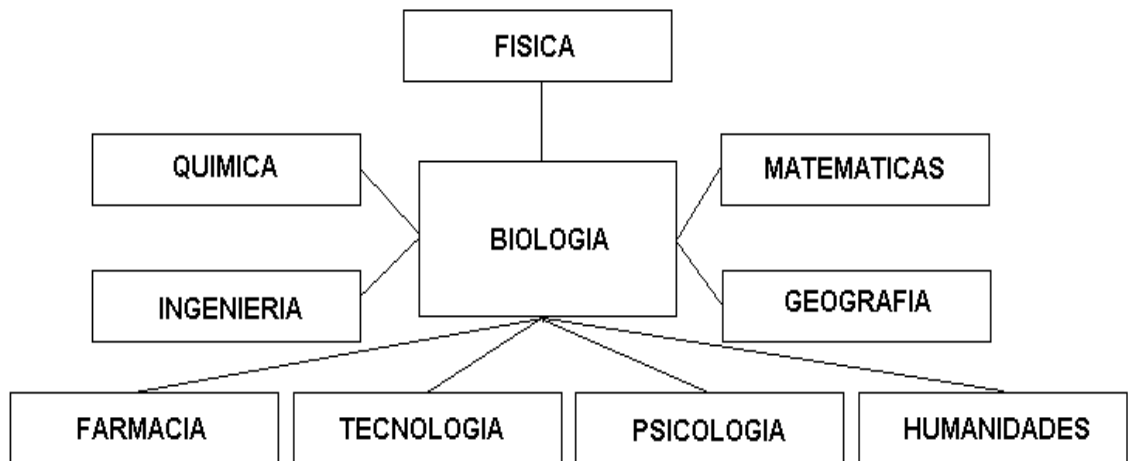 FISICA
QUIMICA
MATEMATICAS
BIOLOGIA
INGENIERIA
GEOGRAFIA
FARMACIA
TECNOLOGIA
PSICOLOGIA
HUMANIDADES